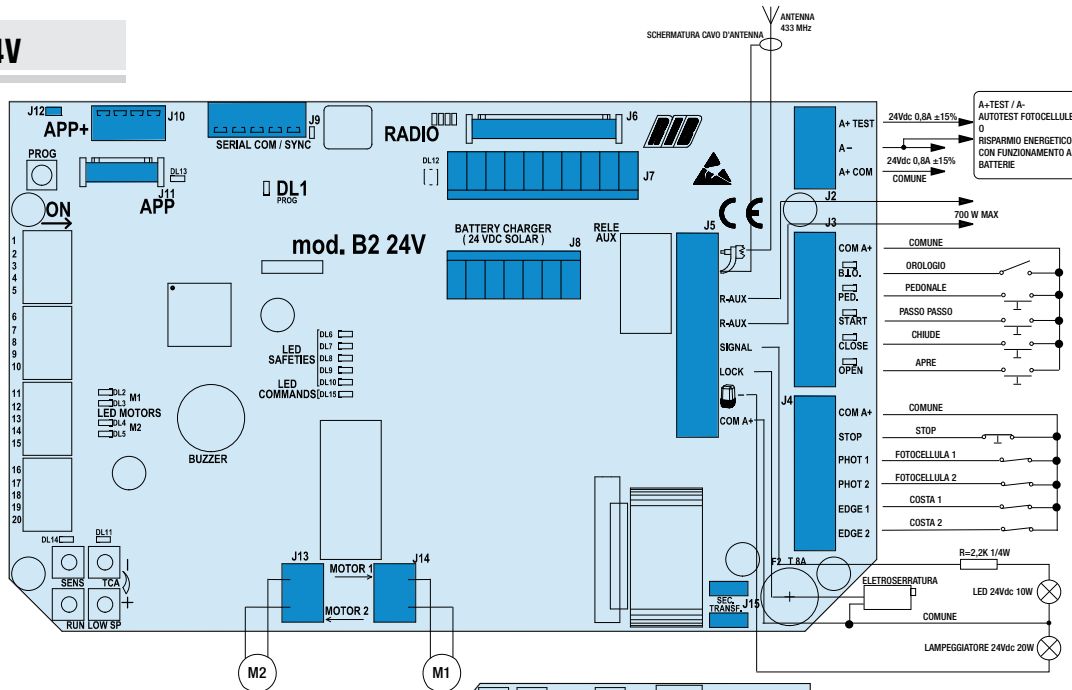 4V
ANTENNA
433 MHz
SCHERMATURA CAVO D'ANTENNA
J12
APP+
J10
SERIAL COM / SYNC
J9
RADIO
J6
A+ TEST
A-
A+ COM
J2
24Vdc 0,8A ±15%
24Vdc 0,8A ±15%
COMUNE
A+TEST / A-
AUTOTEST FOTOCELLULE
O
RISPARMIO ENERGETICO
CON FUNZIONAMENTO A
BATTERIE
700 W MAX
PROG
J11
APP
DL13
DL1
PROG
DL12
J7
ON
mod. B2 24V
BATTERY CHARGER
( 24 VDC SOLAR )
J8
RELE
AUX
J5
J3
1
2
3
4
5
6
7
8
9
10
11
12
13
14
15
16
17
18
19
20
COM A+
B.I.O.
PED.
START
CLOSE
OPEN
COMUNE
OROLOGIO
PEDONALE
PASSO PASSO
CHIUDE
APRE
R-AUX
R-AUX
SIGNAL
LOCK
COM A+
J4
LED
SAFETIES
DL6
DL7
DL8
DL9
LED
COMMANDS
DL10
DL15
DL2
DL3
M1
LED MOTORS
DL4
DL5
M2
BUZZER
COM A+
STOP
PHOT 1
PHOT 2
EDGE 1
EDGE 2
COMUNE
STOP
FOTOCELLULA 1
FOTOCELLULA 2
COSTA 1
COSTA 2
DL14
DL11
SENS
TCA
-
+
RUN
LOW SP
J13
MOTOR 1
MOTOR 2
J14
SEC.
TRANSF.
J15
F2 T 8A
R=2,2K 1/4W
ELETROSERRATURA
LED 24Vdc 10W
COMUNE
LAMPEGGIATORE 24Vdc 20W
M2
M1